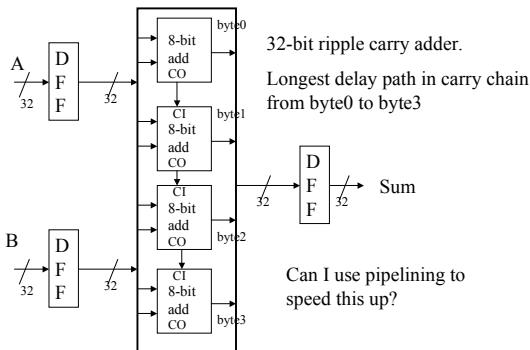 A
32
D
F
F
32
B
32
D
F
F
32
8-bit
add
CO
byte0
CI
8-bit
add
CO
byte1
CI
8-bit
add
CO
byte2
CI
8-bit
add
byte3
32
D
F
F
32
Sum
32-bit ripple carry adder.
Longest delay path in carry chain
from byte0 to byte3
Can I use pipelining to
speed this up?